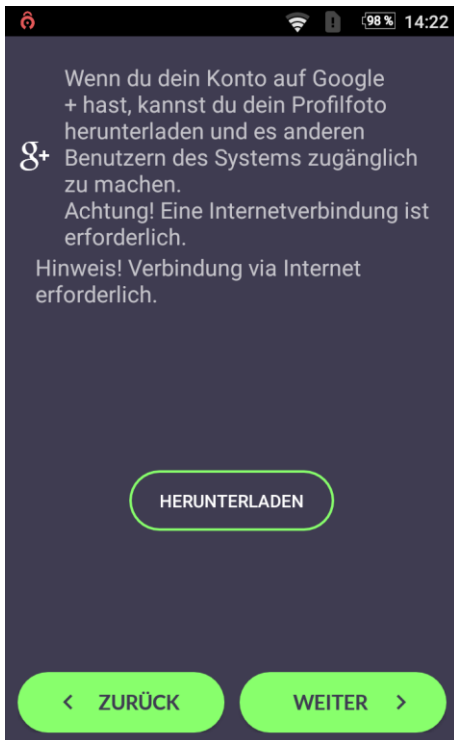 98 % 14:22
Wenn du dein Konto auf Google
+ hast, kannst du dein Profilfoto
herunterladen und es anderen
g+ Benutzern des Systems zugänglich
zu machen.
Achtung! Eine Internetverbindung ist
erforderlich.
Hinweis! Verbindung via Internet
erforderlich.
HERUNTERLADEN
< ZURÜCK WEITER >